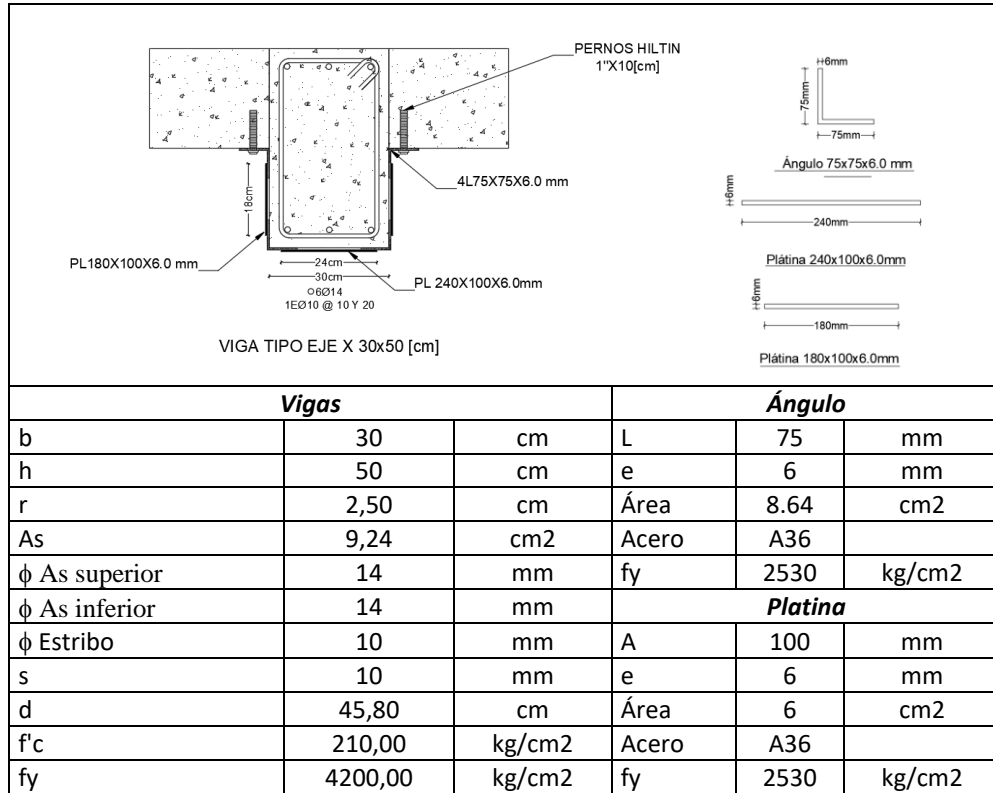 PERNOS HILTIN
1"X10[cm]
4L75X75X6.0 mm
18cm
PL180X100X6.0 mm
24cm
30cm
PL 240X100X6.0mm
6Ø14
1EØ10 @ 10 Y 20
VIGA TIPO EJE X 30x50 [cm]
6mm
75mm
75mm
Ángulo 75x75x6.0 mm
6mm
240mm
Plátina 240x100x6.0mm
6mm
180mm
Plátina 180x100x6.0mm
Vigas Ángulo
b 30 cm L 75 mm
h 50 cm e 6 mm
r 2,50 cm Área 8.64 cm2
As 9,24 cm2 Acero A36
ϕ As superior 14 mm fy 2530 kg/cm2
ϕ As inferior 14 mm Platina
ϕ Estribo 10 mm A 100 mm
s 10 mm e 6 mm
d 45,80 cm Área 6 cm2
f'c 210,00 kg/cm2 Acero A36
fy 4200,00 kg/cm2 fy 2530 kg/cm2